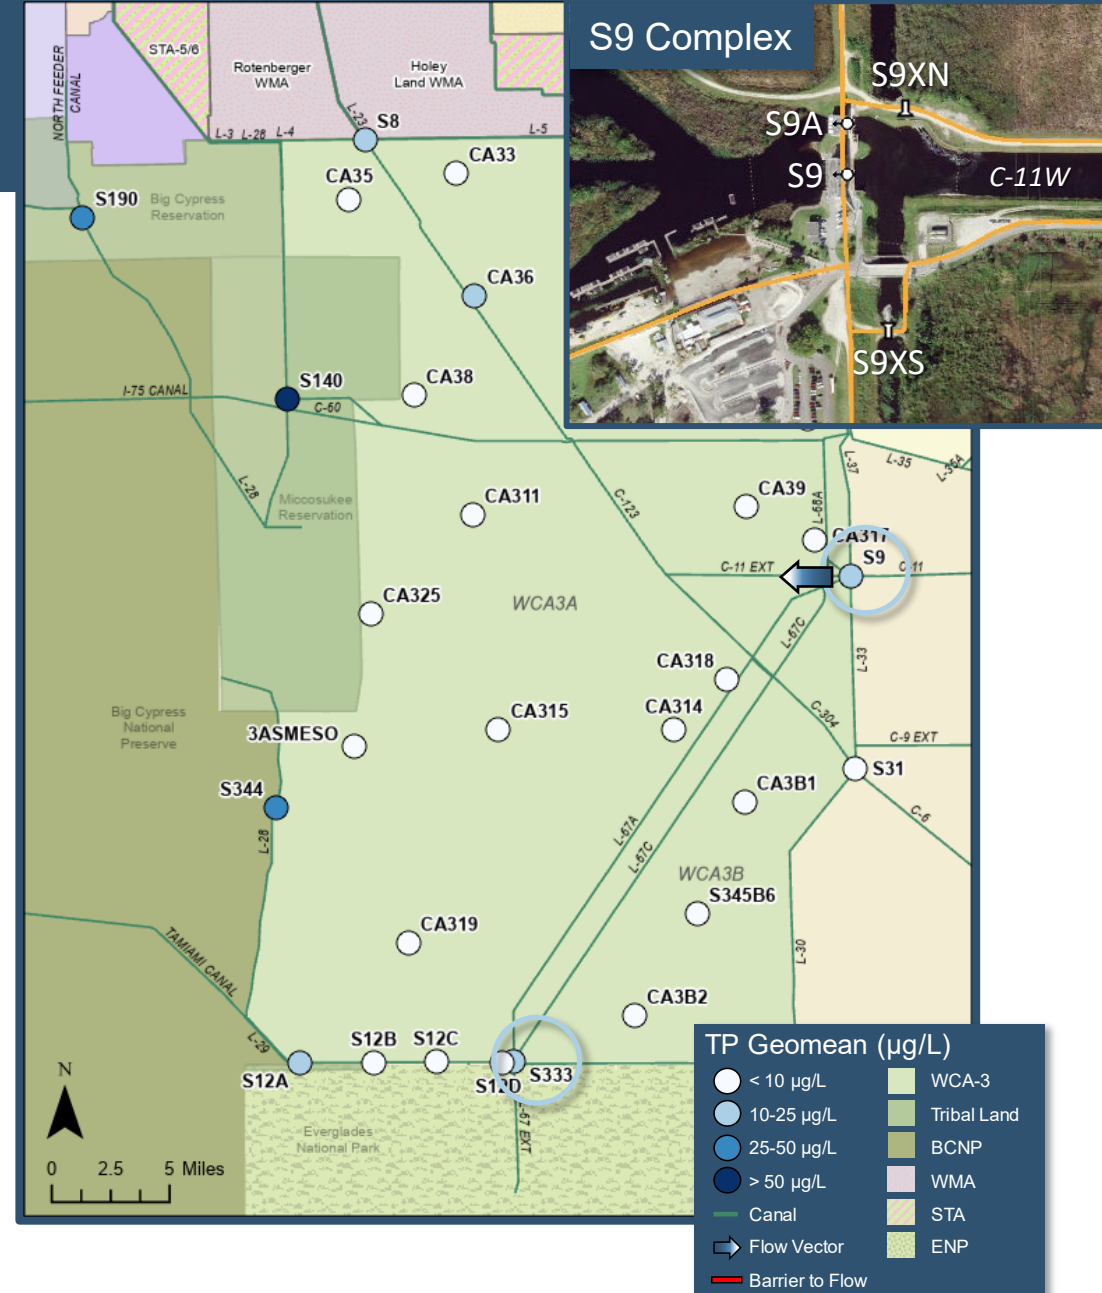 S9 Complex
S9XN
S9A
S9
C-11W
S9XS
STA-5/6
Rotenberger
WMA
Holey
Land WMA
NORTH FEEDER
CANAL
L-23
S8
L-3
L-28
L-4
L-5
CA33
CA35
S190
Big Cypress
Reservation
CA36
S140
CA38
I-75 CANAL
C-60
L-28
Miccosukee
Reservation
CA311
C-123
CA39
L-68A
L-37
L-35
L-35A
CA317
S9
C-11 EXT
C-11
CA325
WCA3A
L-67C
L-33
CA318
CA314
CA315
C-304
C-9 EXT
Big Cypress
National
Preserve
3ASMESO
S31
S344
CA3B1
C-6
L-28
L-67A
L-67C
WCA3B
S345B6
CA319
L-30
TAMIAMI CANAL
CA3B2
L-29
S12B
S12C
S12A
S12D
S333
L-67 EXT
Everglades
National Park
N
0 2.5 5 Miles
TP Geomean (µg/L)
< 10 µg/L
WCA-3
10-25 µg/L
Tribal Land
25-50 µg/L
BCNP
> 50 µg/L
WMA
Canal
STA
Flow Vector
ENP
Barrier to Flow